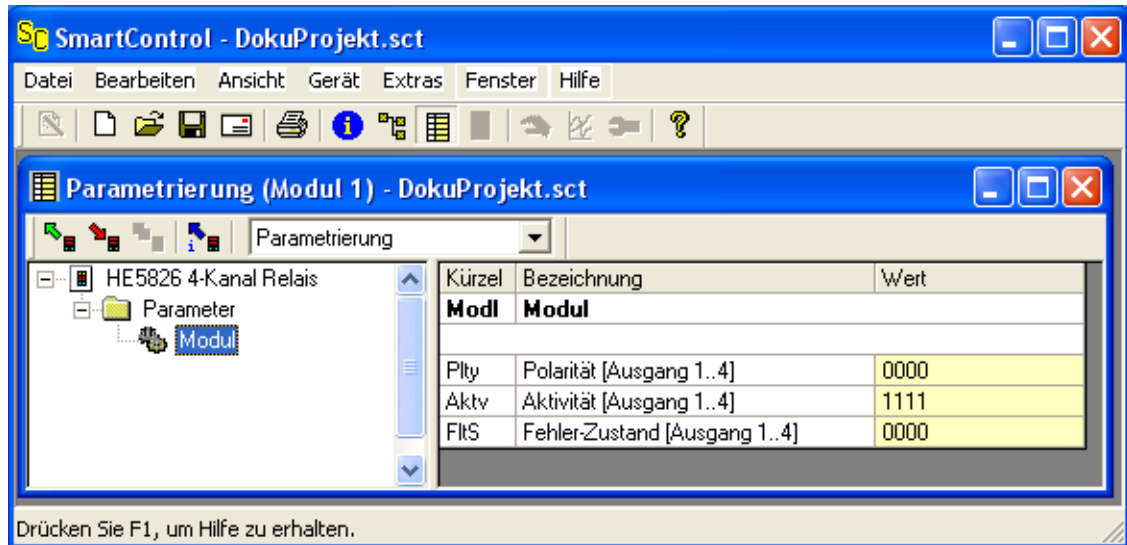 SC SmartControl - DokuProjekt.sct
Datei Bearbeiten Ansicht Gerät Extras Fenster Hilfe
Parametrierung (Modul 1) - DokuProjekt.sct
Parametrierung
HE5826 4-Kanal Relais
Parameter
Modul
Kürzel Bezeichnung Wert
Modl Modul
Plty Polarität [Ausgang 1..4] 0000
Aktv Aktivität [Ausgang 1..4] 1111
FltS Fehler-Zustand [Ausgang 1..4] 0000
Drücken Sie F1, um Hilfe zu erhalten.